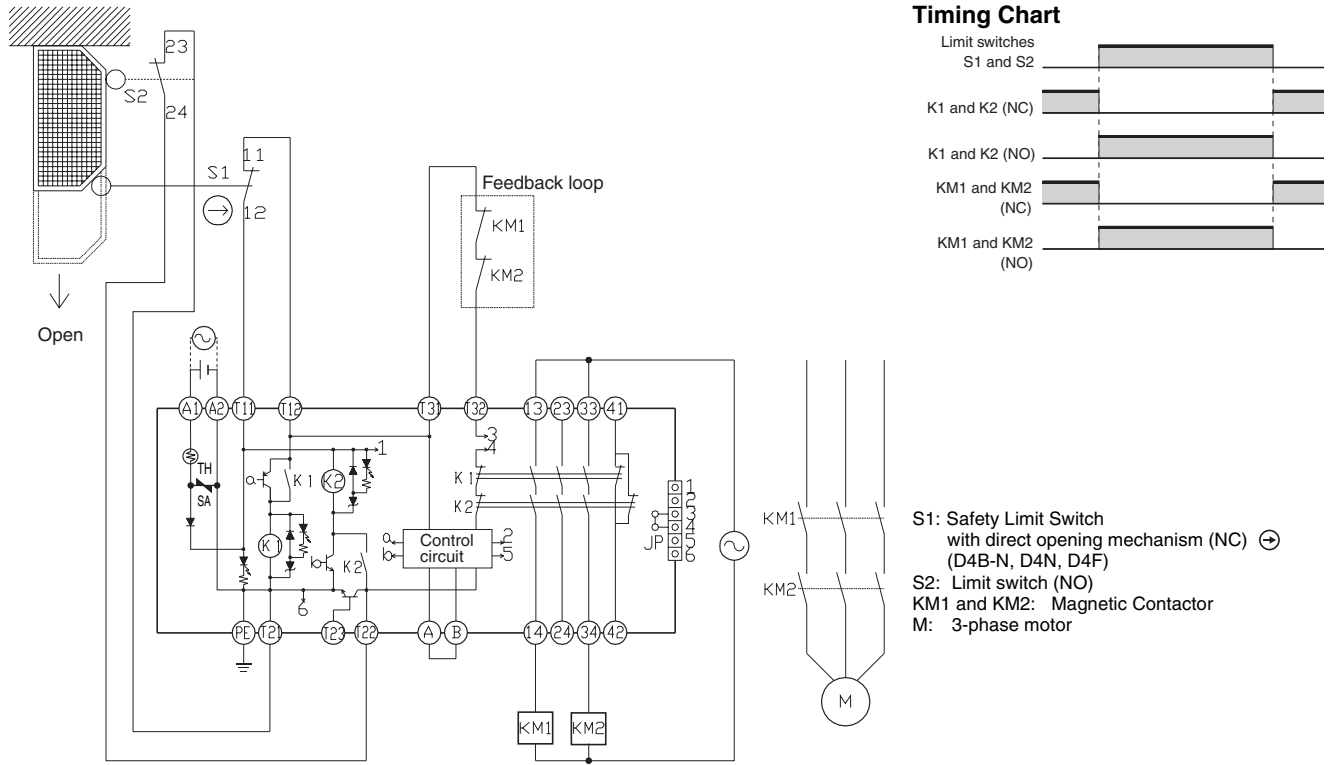 Timing Chart
Limit switches
S1 and S2
K1 and K2 (NC)
K1 and K2 (NO)
KM1 and KM2
(NC)
KM1 and KM2
(NO)
23
S2
24
11
S1
12
Open
Feedback loop
KM1
KM2
A1 A2 T11 T12 T31 T32 13 23 33 41
TH
SA
a
K1
K2
1
3
4
K1
K2
K1
b
K2
6
a
b
Control
circuit
2
5
JP
1
2
3
4
5
6
PE T21 T23 T22 A B 14 24 34 42
KM1
KM2
KM1
KM2
M
S1: Safety Limit Switch
with direct opening mechanism (NC)
(D4B-N, D4N, D4F)
S2: Limit switch (NO)
KM1 and KM2: Magnetic Contactor
M: 3-phase motor